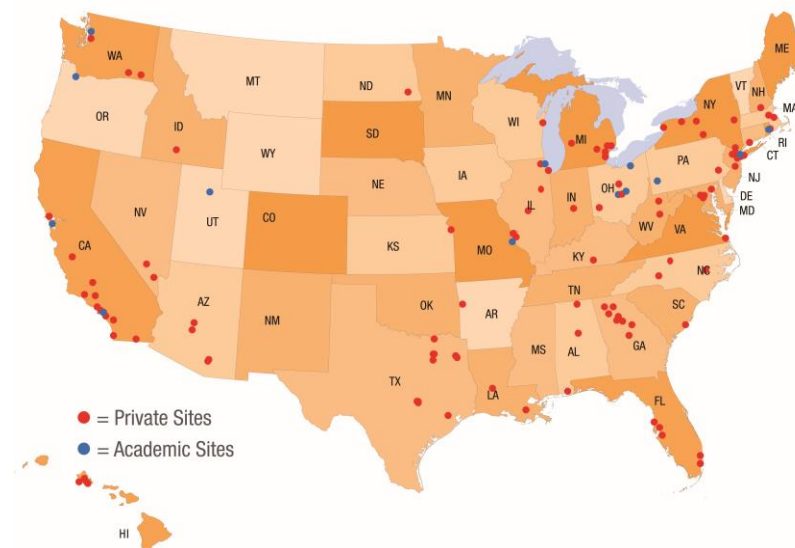 WA
MT
ND
MN
OR
ID
WY
SD
WI
MI
NY
VT
NH
ME
MA
RI
CT
NJ
DE
MD
PA
OH
IN
IL
IA
NE
NV
UT
CO
KS
MO
KY
WV
VA
CA
AZ
NM
OK
AR
TN
NC
SC
MS
AL
GA
TX
LA
FL
= Private Sites
= Academic Sites
HI